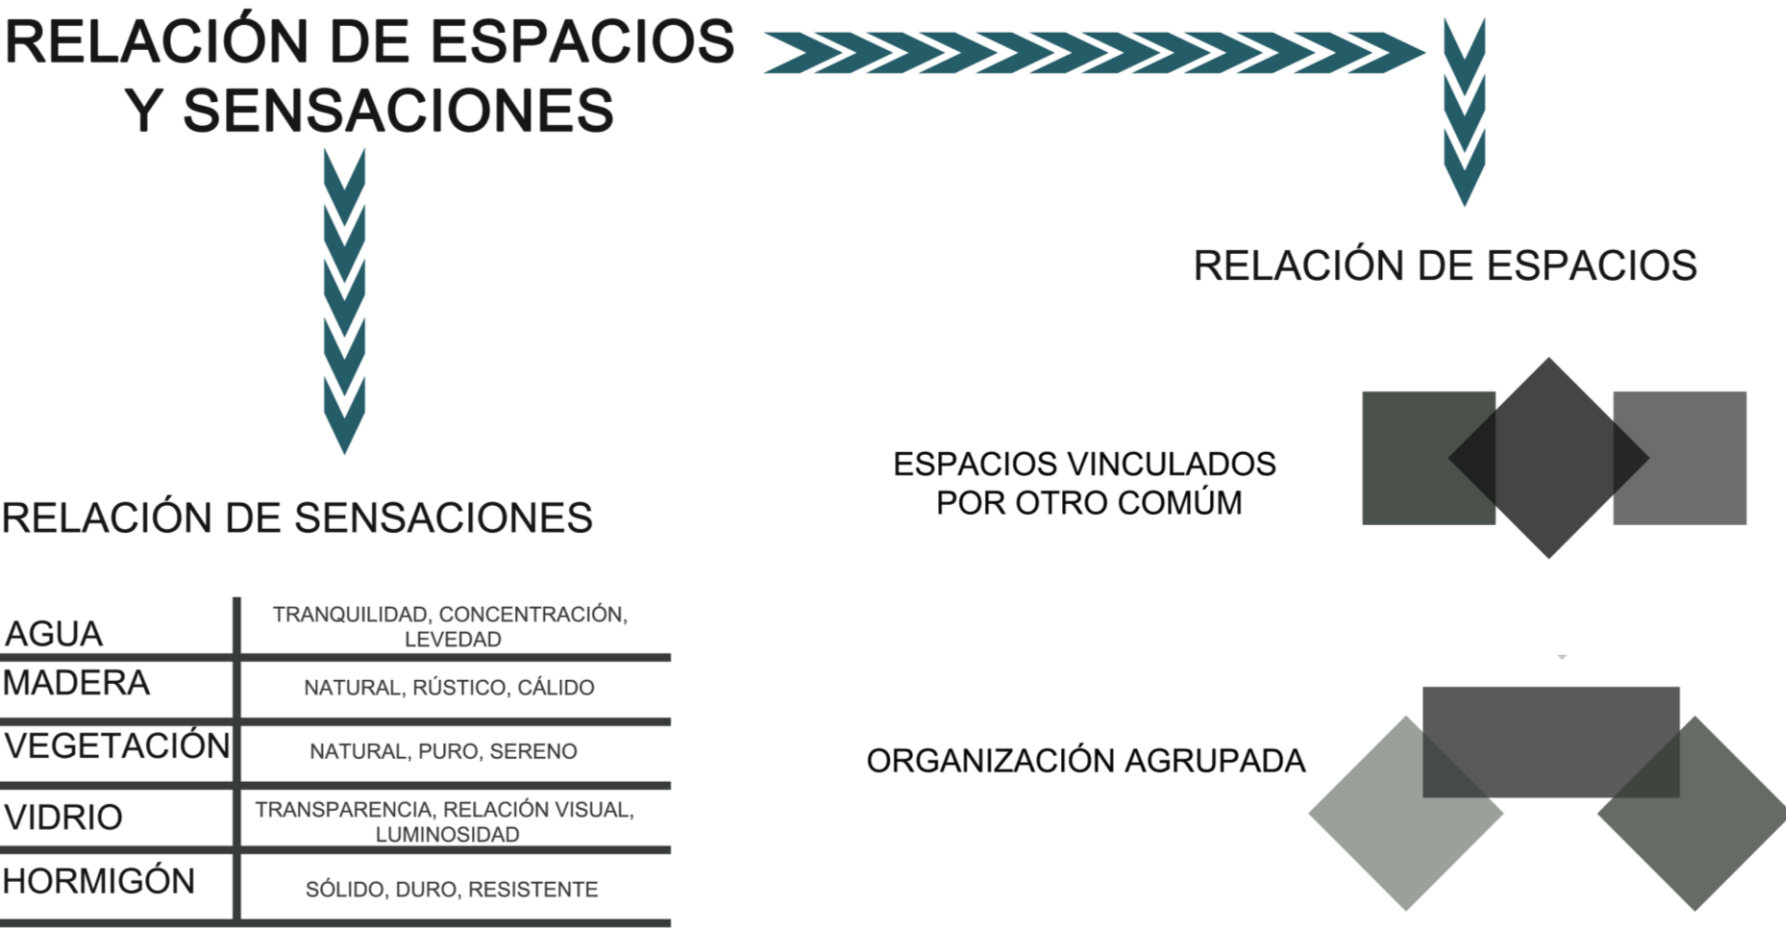 RELACIÓN DE ESPACIOS
Y SENSACIONES
RELACIÓN DE SENSACIONES
AGUA
TRANQUILIDAD, CONCENTRACIÓN,
LEVEDAD
MADERA
NATURAL, RÚSTICO, CÁLIDO
VEGETACIÓN
NATURAL, PURO, SERENO
VIDRIO
TRANSPARENCIA, RELACIÓN VISUAL,
LUMINOSIDAD
HORMIGÓN
SÓLIDO, DURO, RESISTENTE
RELACIÓN DE ESPACIOS
ESPACIOS VINCULADOS
POR OTRO COMÚM
ORGANIZACIÓN AGRUPADA